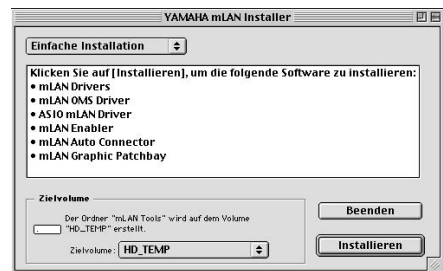 YAMAHA mLAN Installer
Einfache Installation
Klicken Sie auf [Installieren], um die folgende Software zu installieren:
• mLAN Drivers
• mLAN OMS Driver
• ASIO mLAN Driver
• mLAN Enabler
• mLAN Auto Connector
• mLAN Graphic Patchbay
Zielvolume
Der Ordner "mLAN Tools" wird auf dem Volume
"HD_TEMP" erstellt.
Zielvolume: HD_TEMP
Beenden
Installieren